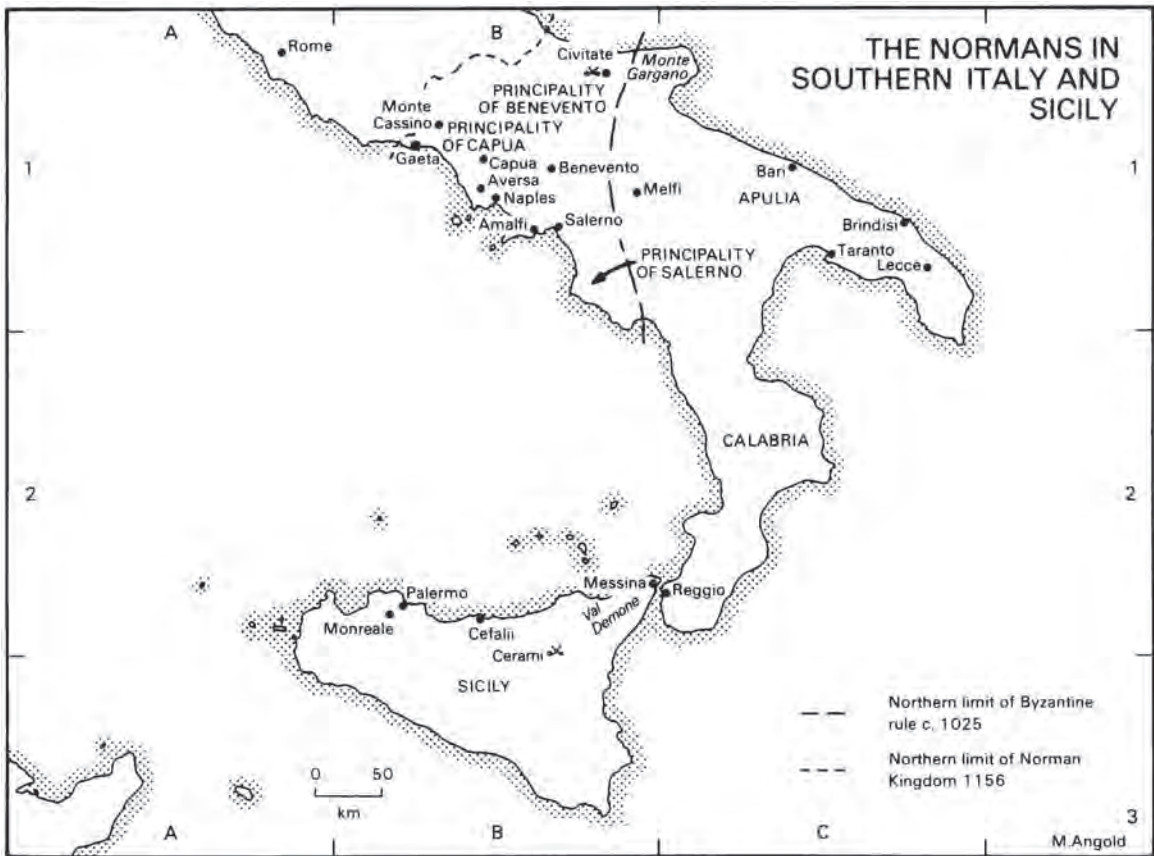 A
B
Rome
Civitate
Monte
Gargano
THE NORMANS IN
SOUTHERN ITALY AND
SICILY
PRINCIPALITY
OF BENEVENTO
Monte
Cassino
PRINCIPALITY
OF CAPUA
Gaeta
1
Capua
Benevento
Bari
1
Aversa
Melfi
APULIA
Naples
Amalfi
Salerno
Brindisi
PRINCIPALITY
OF SALERNO
Taranto
Lecce
CALABRIA
2
2
Messina
Reggio
Palermo
Val
Demone
Monreale
Cefalii
Cerami
SICILY
Northern limit of Byzantine
rule c. 1025
0 50
km
Northern limit of Norman
Kingdom 1156
3
A
B
C
M.Angold